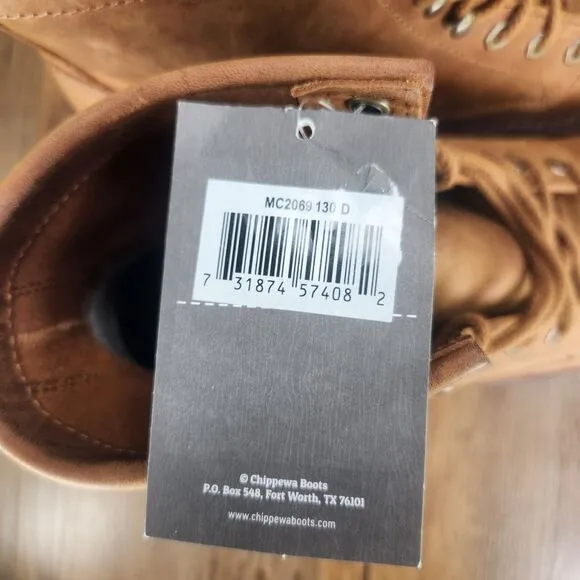 MC2069 130 D
7 31874 57408 2
© Chippewa Boots
P.O. Box 548, Fort Worth, TX 76101
www.chippewaboots.com